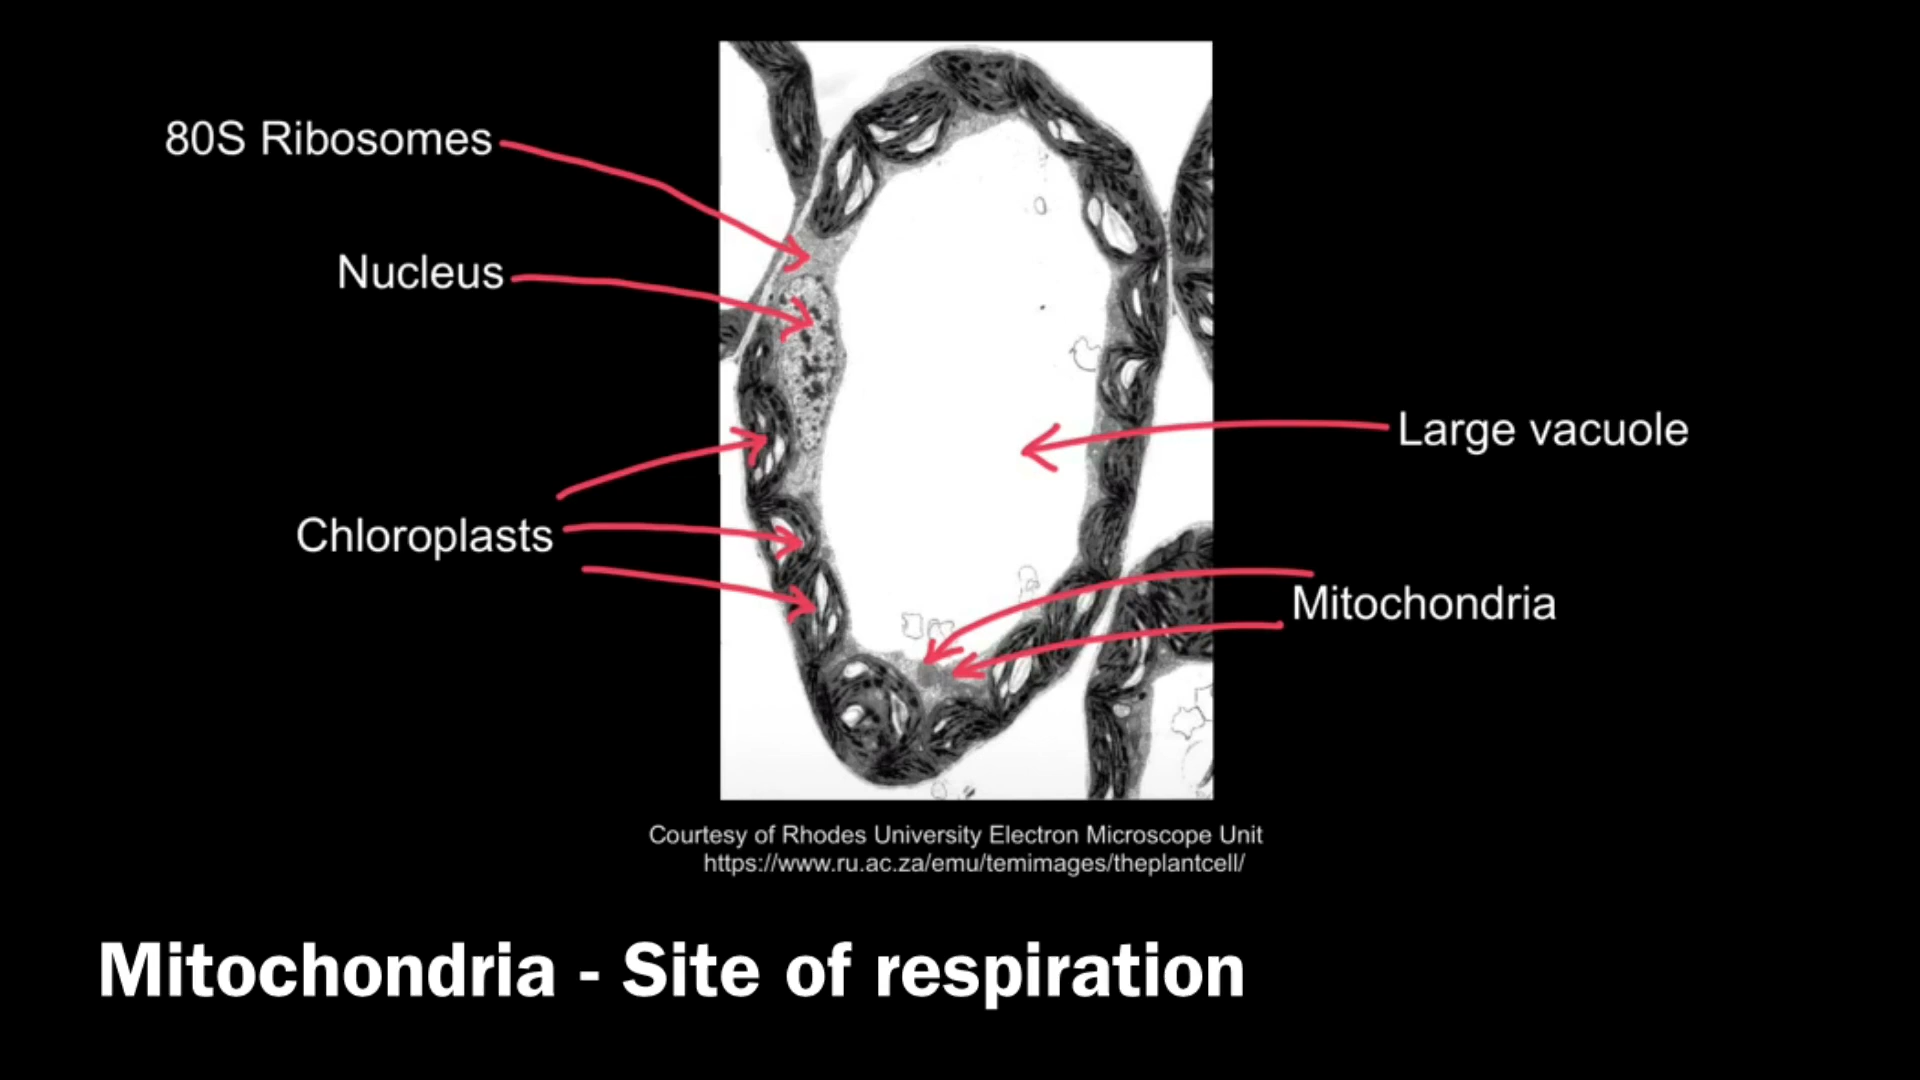 80S Ribosomes
Nucleus
Large vacuole
Chloroplasts
Mitochondria
Courtesy of Rhodes University Electron Microscope Unit
https://www.ru.ac.za/emu/temimages/theplantcell/
Mitochondria - Site of respiration